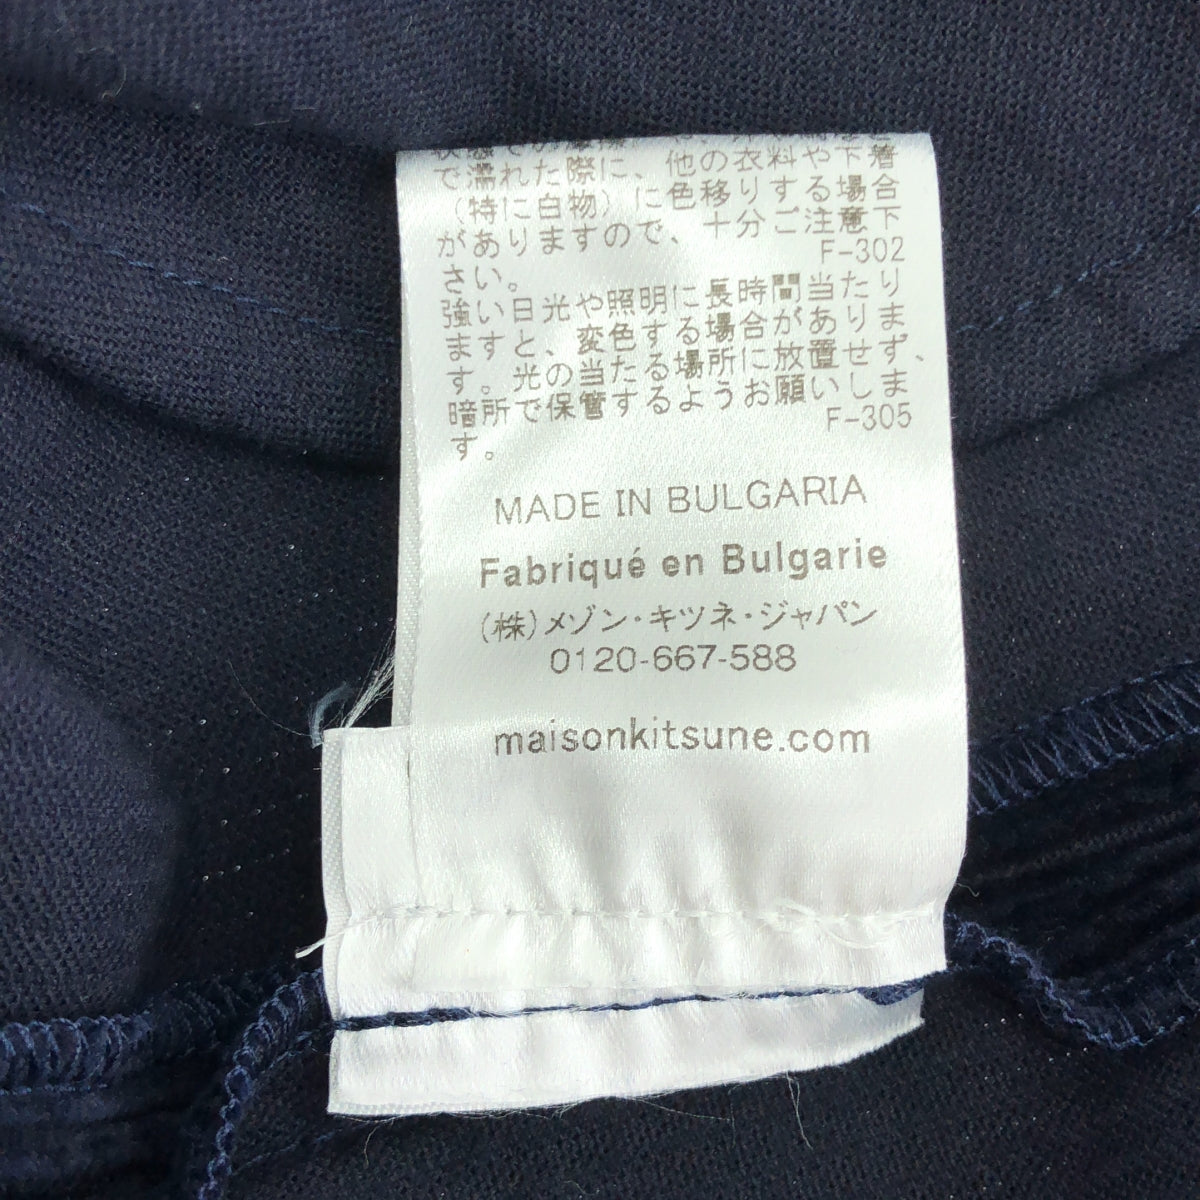 で濡れた際に、他の衣料や下着
(特に白物)に色移りする場合
がありますので、十分ご注意下
さい。
F-302
強い日光や照明に長時間当たり
ますと、変色する場合がありま
す。光の当たる場所に放置せず、
暗所で保管するようお願いしま
す。
F-305
MADE IN BULGARIA
Fabriqué en Bulgarie
(株)メゾン・キツネ・ジャパン
0120-667-588
maisonkitsune.com